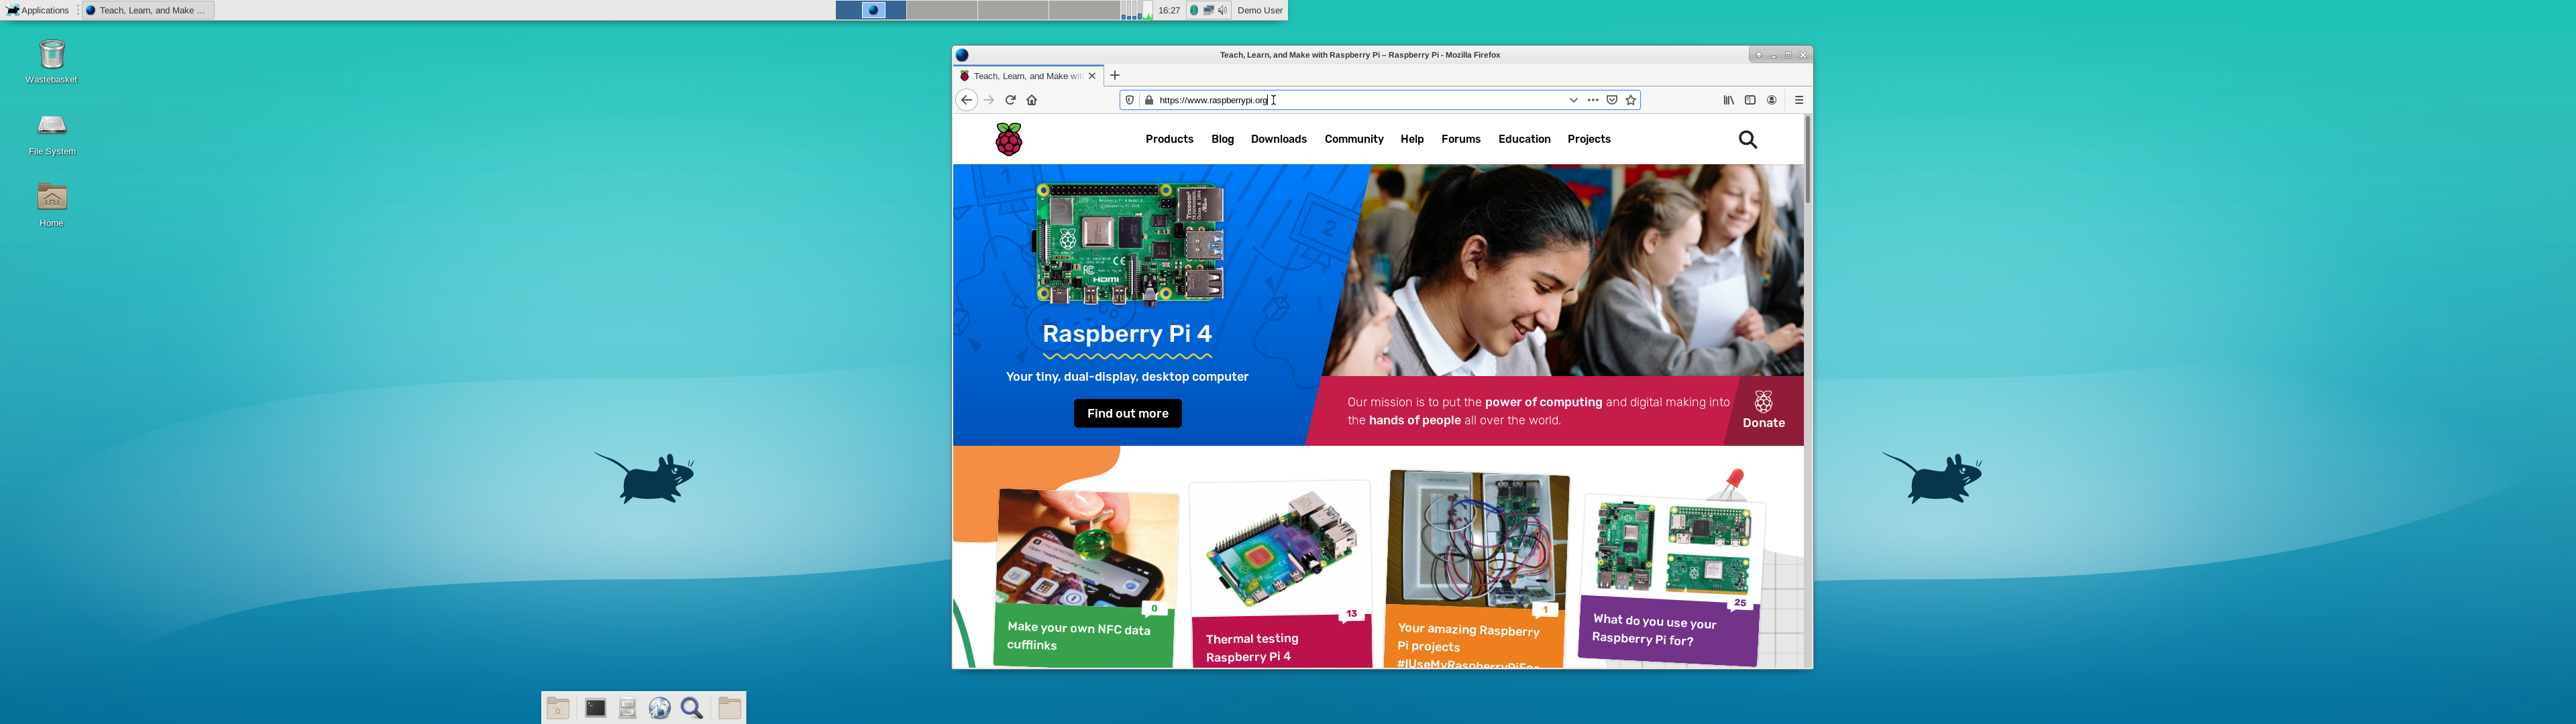 Applications
Teach, Learn, and Make ...
16:27
Demo User
Wastebasket
File System
Home
Teach, Learn, and Make with Raspberry Pi – Raspberry Pi - Mozilla Firefox
Teach, Learn, and Make wit
https://www.raspberrypi.org
Products Blog Downloads Community Help Forums Education Projects
1
2
HDMI
Raspberry Pi 4
Your tiny, dual-display, desktop computer
Find out more
Our mission is to put the power of computing and digital making into
the hands of people all over the world.
Donate
0
Make your own NFC data
cufflinks
13
Thermal testing
Raspberry Pi 4
1
Your amazing Raspberry
Pi projects
#IUseMyRaspberryPiFor
25
What do you use your
Raspberry Pi for?